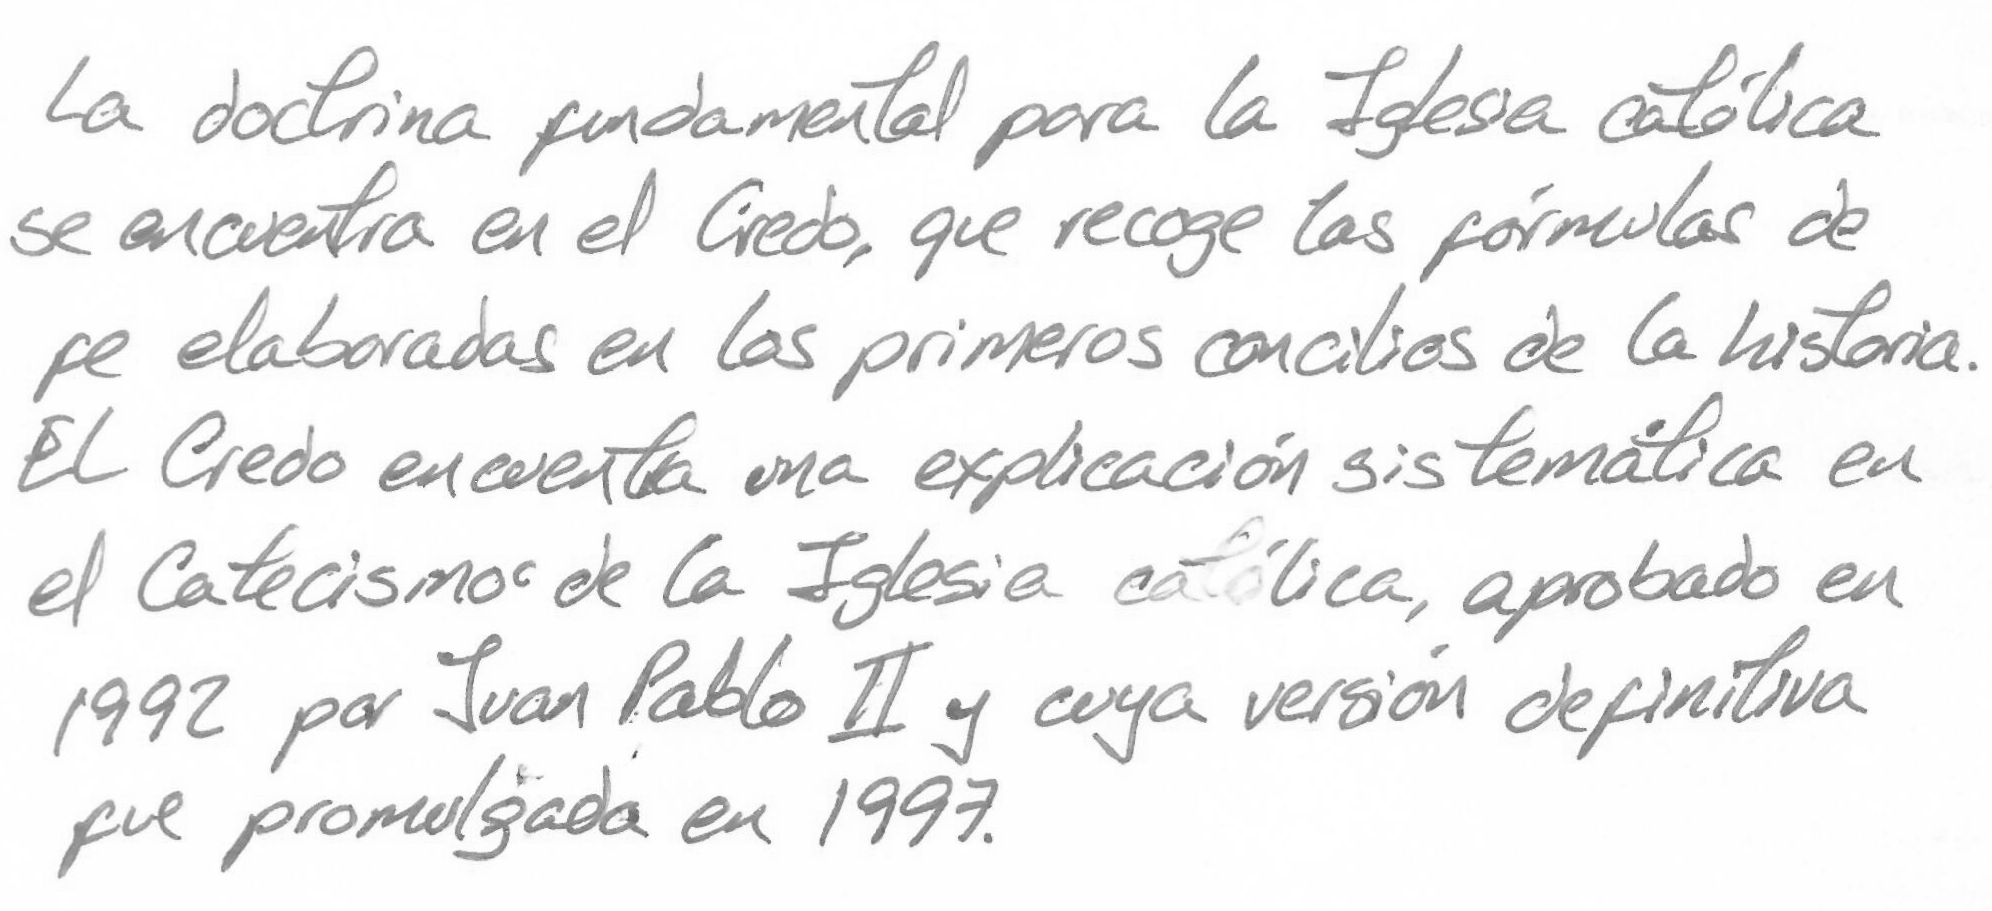 La doctrina fundamental para la Iglesia católica
se encuentra en el Credo, que recoge las fórmulas de
fe elaboradas en los primeros concilios de la historia.
El Credo encuentra una explicación sistemática en
el Catecismo de la Iglesia católica, aprobado en
1992 por Juan Pablo II y cuya versión definitiva
fue promulgada en 1997.